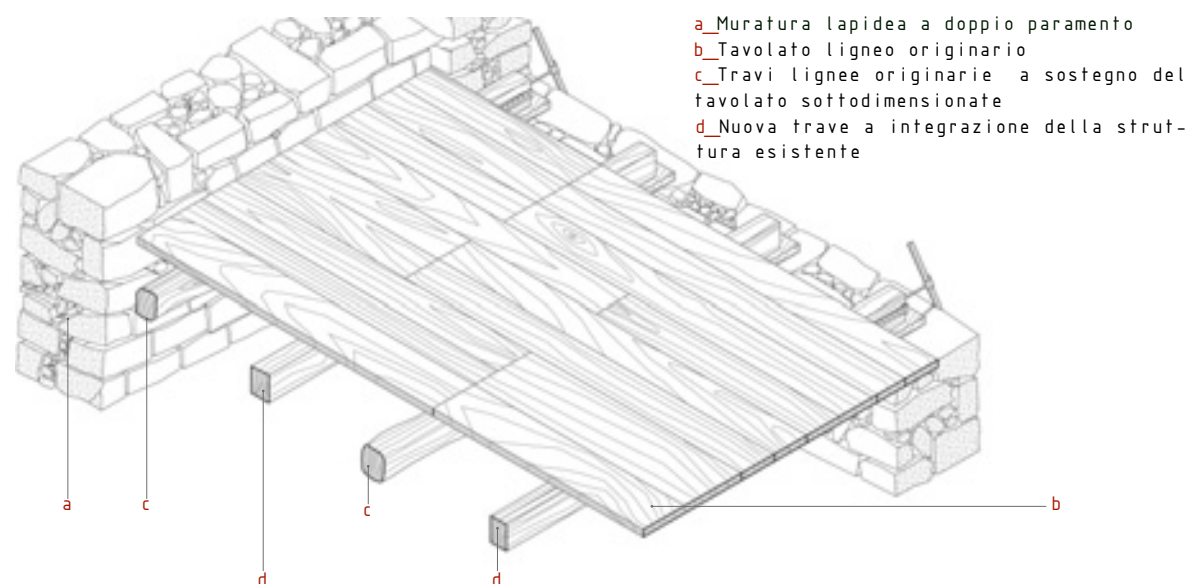 a_Muratura lapidea a doppio paramento
b_Tavolato ligneo originario
c_Travi lignee originarie a sostegno del
tavolato sottodimensionate
d_Nuova trave a integrazione della strut-
tura esistente
a
c
c
b
d
d